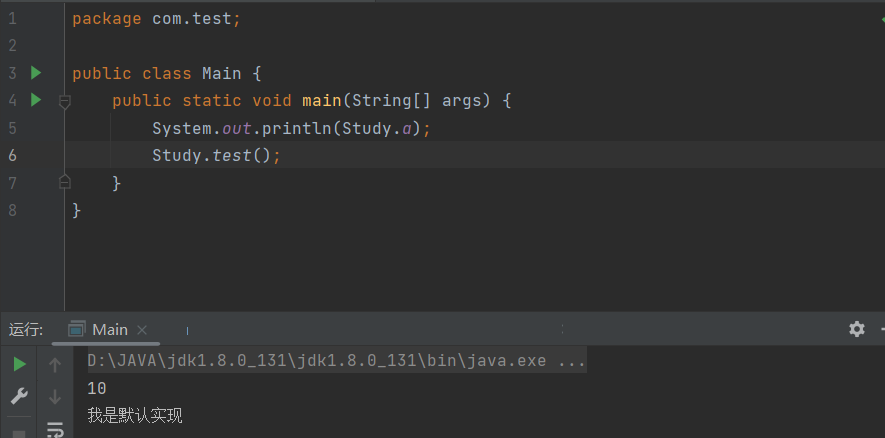 1 package com.test;
2
3 public class Main {
4 public static void main(String[] args) {
5 System.out.println(Study.a);
6 Study.test();
7 }
8 }
运行: Main
D:\JAVA\jdk1.8.0_131\jdk1.8.0_131\bin\java.exe ...
10
我是默认实现